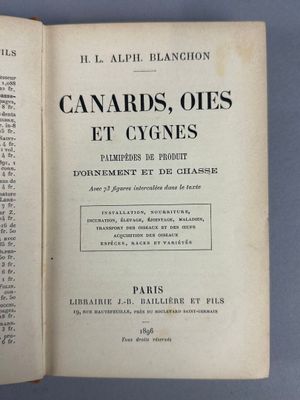 H. L. ALPH. BLANCHON
CANARDS, OIES
ET CYGNES
PALMIPÈDES DE PRODUIT
D'ORNEMENT ET DE CHASSE
Avec 73 figures intercalées dans le texte
INSTALLATION, NOURRITURE,
INCUBATION, ÉLEVAGE, ÉJOINTAGE, MALADIES,
TRANSPORT DES OISEAUX ET DES ŒUFS
ACQUISITION DES OISEAUX
ESPÈCES, RACES ET VARIÉTÉS
PARIS
LIBRAIRIE J.-B. BAILLIÈRE ET FILS
19, RUE HAUTEFEUILLE, PRÈS DU BOULEVARD SAINT-GERMAIN
1896
Tous droits réservés